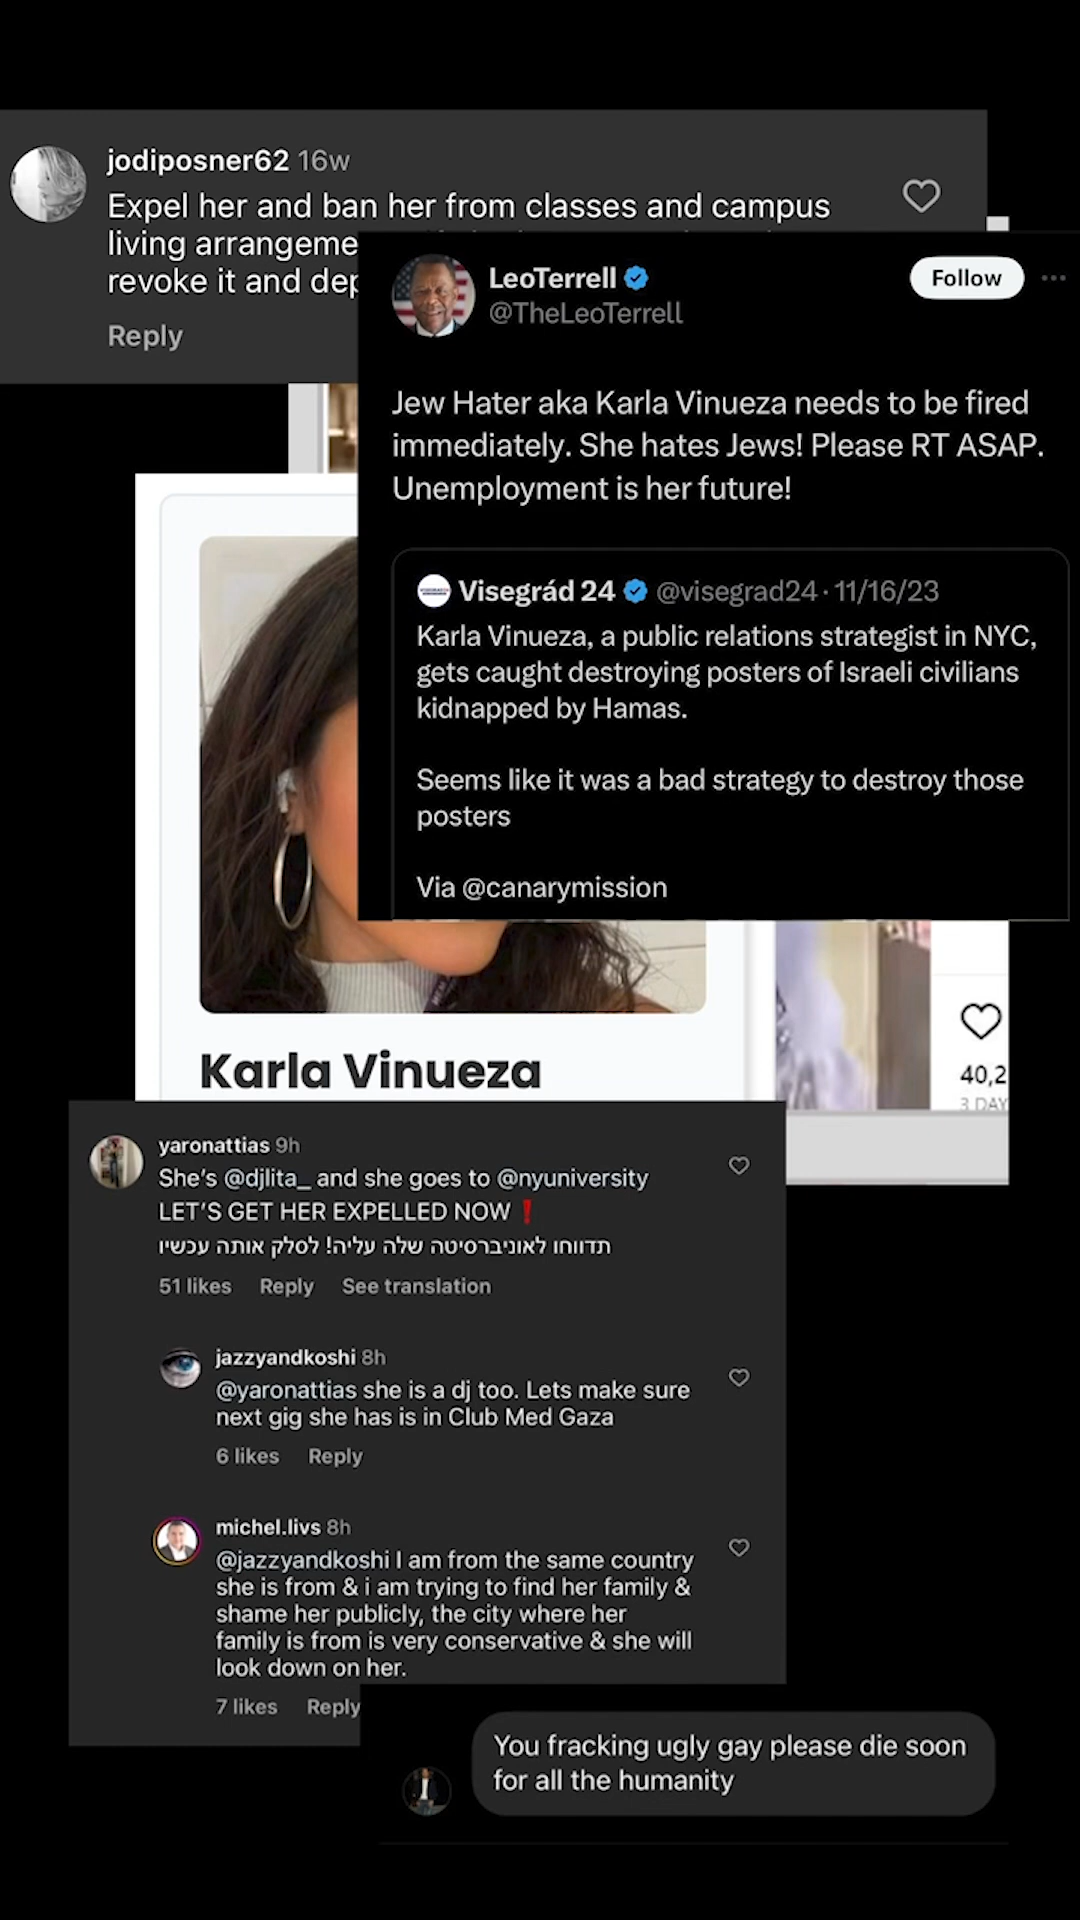 jodiposner62 16w
Expel her and ban her from classes and campus
living arrangeme
revoke it and dep
Reply
LeoTerrell
@TheLeoTerrell
Follow
Jew Hater aka Karla Vinueza needs to be fired
immediately. She hates Jews! Please RT ASAP.
Unemployment is her future!
Visegrád 24 @visegrad24 · 11/16/23
Karla Vinueza, a public relations strategist in NYC,
gets caught destroying posters of Israeli civilians
kidnapped by Hamas.
Seems like it was a bad strategy to destroy those
posters
Via @canarymission
40,2
3 DAY
Karla Vinueza
yaronattias 9h
She's @djlita_ and she goes to @nyuniversity
LET'S GET HER EXPELLED NOW❗
תדווחו לאוניברסיטה שלה עליה! לסלק אותה עכשיו
51 likes Reply See translation
jazzyandkoshi 8h
@yaronattias she is a dj too. Lets make sure
next gig she has is in Club Med Gaza
6 likes Reply
michel.livs 8h
@jazzyandkoshi I am from the same country
she is from & i am trying to find her family &
shame her publicly, the city where her
family is from is very conservative & she will
look down on her.
7 likes Reply
You fracking ugly gay please die soon
for all the humanity